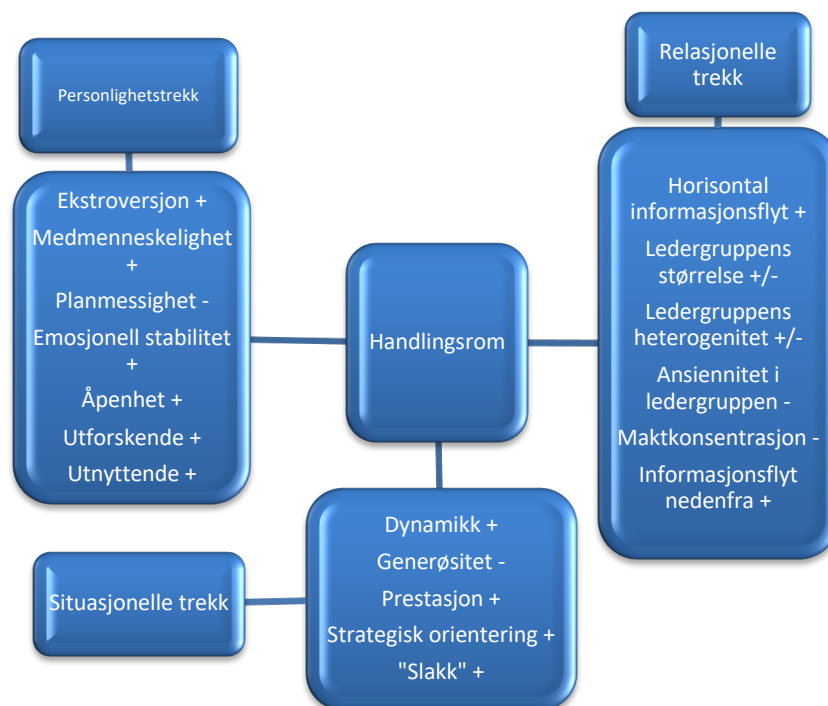 Personlighetstrekk
Ekstroversjon +
Medmenneskelighet
+
Planmessighet -
Emosjonell stabilitet
+
Åpenhet +
Utforskende +
Utnyttende +
Handlingsrom
Relasjonelle
trekk
Horisontal
informasjonsflyt +
Ledergruppens
størrelse +/-
Ledergruppens
heterogenitet +/-
Ansiennitet i
ledergruppen -
Maktkonsentrasjon -
Informasjonsflyt
nedenfra +
Situasjonelle trekk
Dynamikk +
Generøsitet -
Prestasjon +
Strategisk orientering +
"Slakk" +